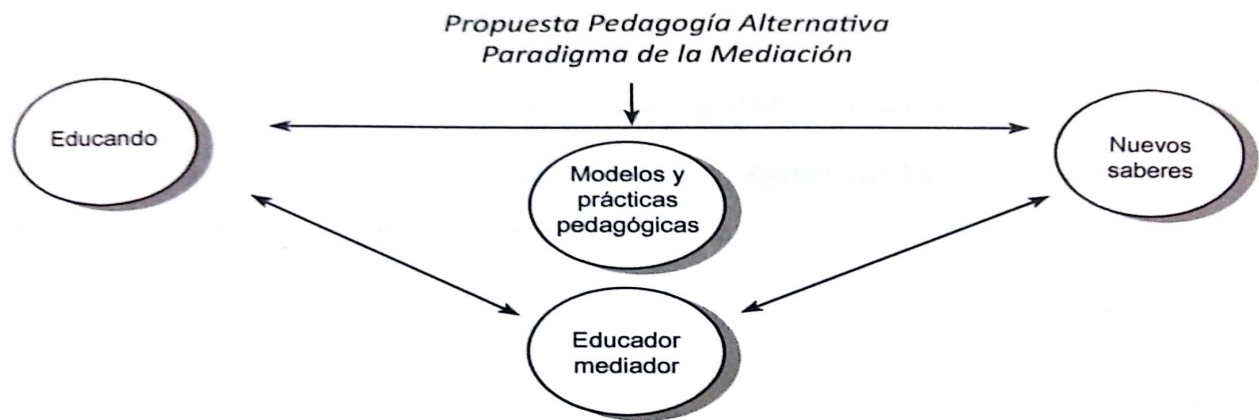 Propuesta Pedagogía Alternativa
Paradigma de la Mediación
Educando
Nuevos
saberes
Modelos y
prácticas
pedagógicas
Educador
mediador